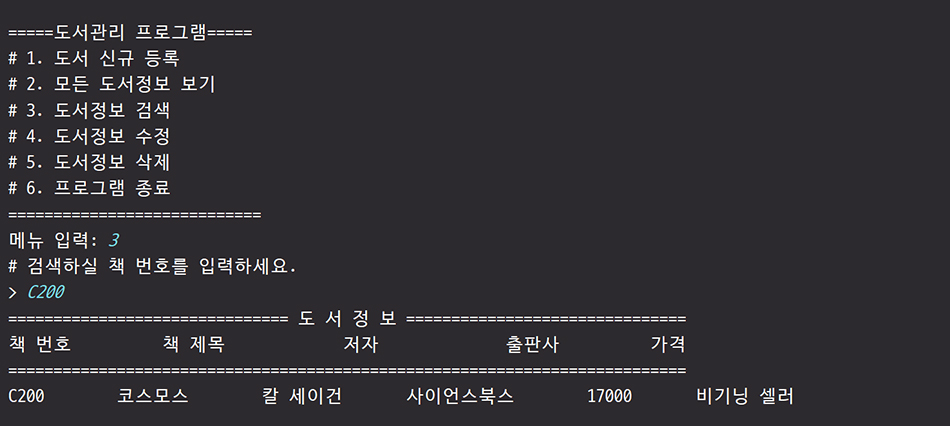 =====도서관리 프로그램=====
# 1. 도서 신규 등록
# 2. 모든 도서정보 보기
# 3. 도서정보 검색
# 4. 도서정보 수정
# 5. 도서정보 삭제
# 6. 프로그램 종료
============================
메뉴 입력: 3
# 검색하실 책 번호를 입력하세요.
> C200
=============================== 도 서 정 보 ===============================
책 번호 책 제목 저자 출판사 가격
===========================================================================
C200 코스모스 칼 세이건 사이언스북스 17000 비기닝 셀러